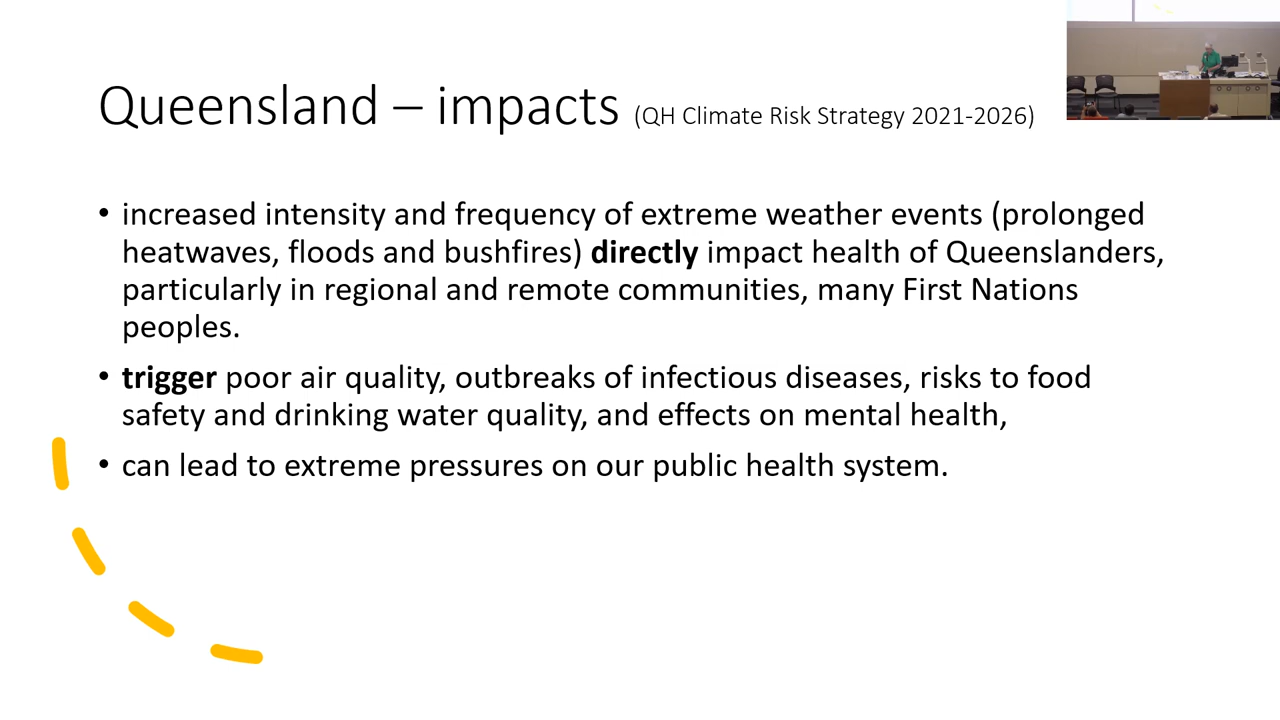 Queensland – impacts (QH Climate Risk Strategy 2021-2026)
• increased intensity and frequency of extreme weather events (prolonged
heatwaves, floods and bushfires) directly impact health of Queenslanders,
particularly in regional and remote communities, many First Nations
peoples.
• trigger poor air quality, outbreaks of infectious diseases, risks to food
safety and drinking water quality, and effects on mental health,
• can lead to extreme pressures on our public health system.